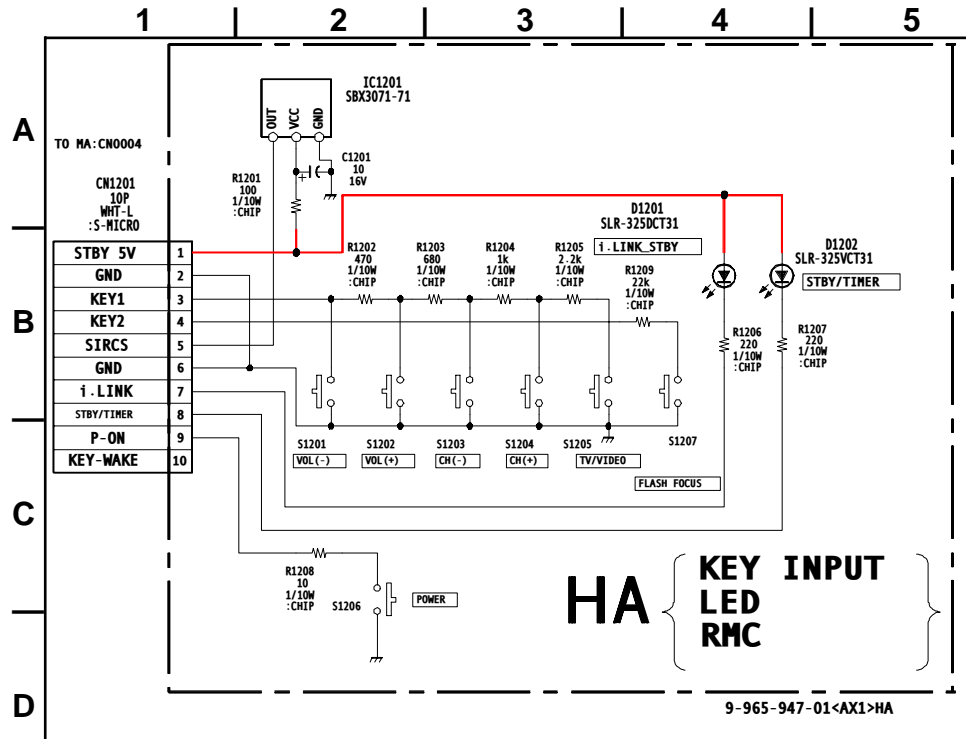 1 2 3 4 5
A
B
C
D
TO MA:CN0004
CN1201
10P
WHT-L
:S-MICRO
STBY 5V 1
GND 2
KEY1 3
KEY2 4
SIRCS 5
GND 6
i.LINK 7
STBY/TIMER 8
P-ON 9
KEY-WAKE 10
IC1201
SBX3071-71
OUT
VCC
GND
R1201
100
1/10W
:CHIP
+
C1201
10
16V
R1202
470
1/10W
:CHIP
R1203
680
1/10W
:CHIP
R1204
1k
1/10W
:CHIP
R1205
2.2k
1/10W
:CHIP
R1209
22k
1/10W
:CHIP
D1201
SLR-325DCT31
i.LINK_STBY
D1202
SLR-325VCT31
STBY/TIMER
R1206
220
1/10W
:CHIP
R1207
220
1/10W
:CHIP
S1201
VOL(-)
S1202
VOL(+)
S1203
CH(-)
S1204
CH(+)
S1205
TV/VIDEO
S1207
FLASH FOCUS
R1208
10
1/10W
:CHIP
S1206
POWER
HA
KEY INPUT
LED
RMC
9-965-947-01<AX1>HA